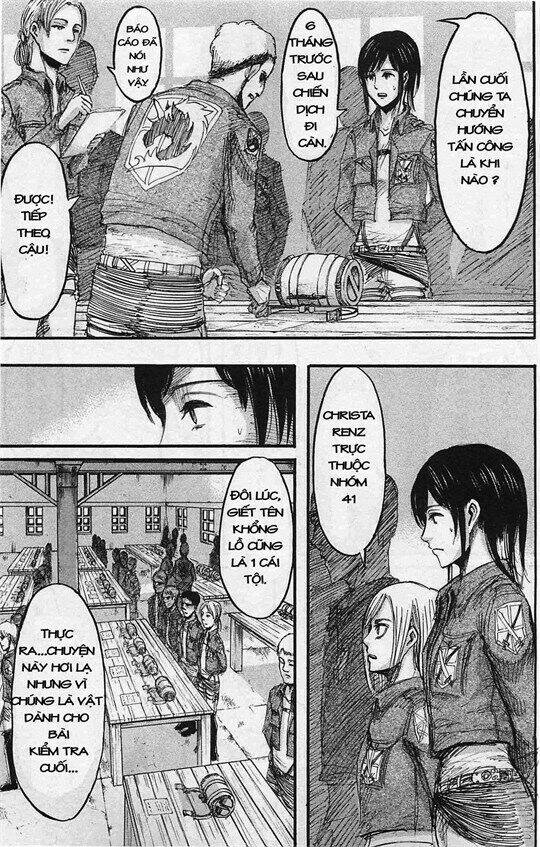 LẦN CUỐI
CHÚNG TA
CHUYỂN
HƯỚNG
TẤN CÔNG
LÀ KHI
NÀO ?
6
THÁNG
TRƯỚC
SAU
CHIẾN
DỊCH
ĐI
CĂN.
BÁO
CÁO ĐÃ
NÓI
NHƯ
VẬY.
ĐƯỢC!
TIẾP
THEO,
CẬU!
CHRISTA
RENZ
TRỰC
THUỘC
NHÓM
41
ĐÔI LÚC,
GIẾT TÊN
KHỔNG
LỒ CŨNG
LÀ 1 CÁI
TỘI.
THỰC
RA...CHUYỆN
NÀY HƠI LẠ
NHƯNG VÌ
CHÚNG LÀ VẬT
DÀNH CHO
BÀI
KIỂM TRA
CUỐI...